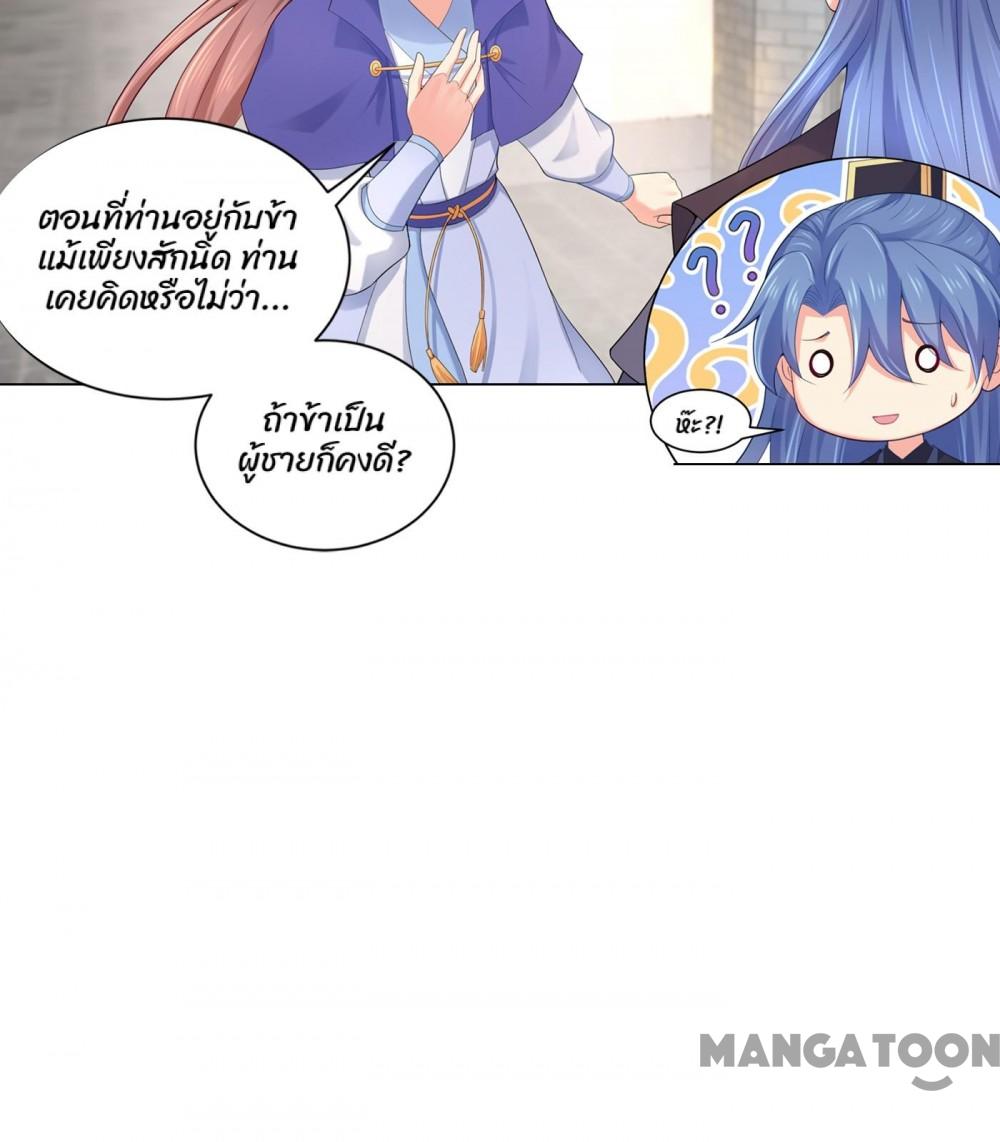 ตอนที่ท่านอยู่กับข้า
แม้เพียงสักนิด ท่าน
เคยคิดหรือไม่ว่า...
ถ้าข้าเป็น
ผู้ชายก็คงดี?
???
ห๊ะ?!
MANGATOON